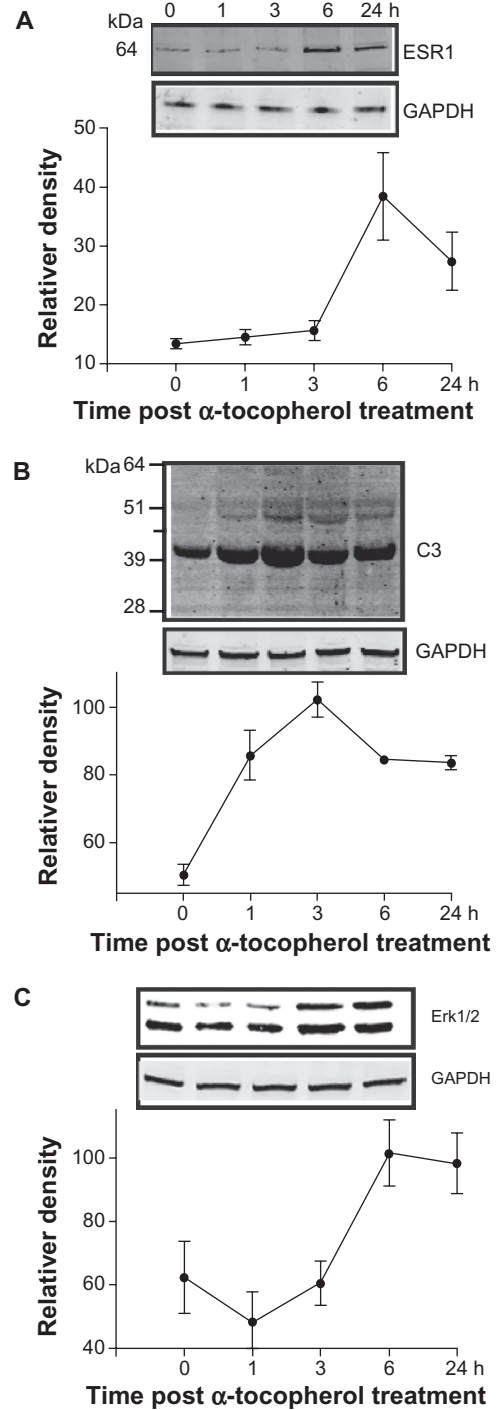 A
kDa
0 1 3 6 24 h
64
ESR1
GAPDH
50
40
30
20
10
Relativer density
0 1 3 6 24 h
Time post α-tocopherol treatment
B
kDa 64
51
39
28
C3
GAPDH
100
80
60
Relativer density
0 1 3 6 24 h
Time post α-tocopherol treatment
C
Erk1/2
GAPDH
100
80
60
40
Relativer density
0 1 3 6 24 h
Time post α-tocopherol treatment